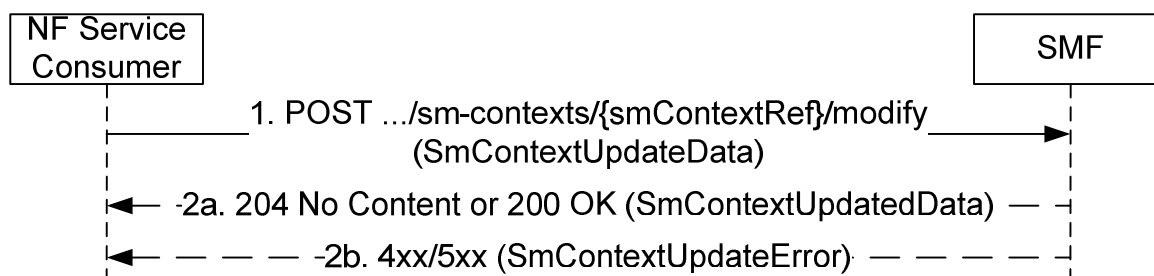 NF Service
Consumer
SMF
1. POST .../sm-contexts/{smContextRef}/modify
(SmContextUpdateData)
2a. 204 No Content or 200 OK (SmContextUpdatedData)
2b. 4xx/5xx (SmContextUpdateError)